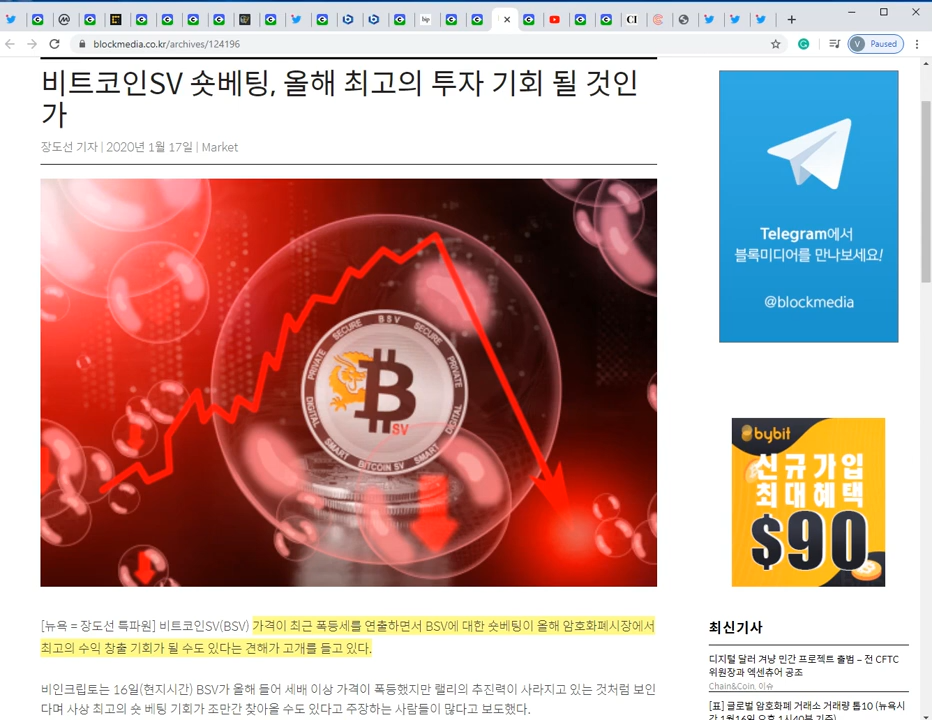 blockmedia.co.kr/archives/124196
V Paused
비트코인SV 숏베팅, 올해 최고의 투자 기회 될 것인
가
장도선 기자 | 2020년 1월 17일 | Market
BSV
SECURE
SECURE
PRIVATE
PRIVATE
DIGITAL
DIGITAL
SMART
SMART
BITCOIN SV
SV
Telegram에서
블록미디어를 만나보세요!
@blockmedia
bybit
신규가입
최대혜택
$90
[뉴욕 = 장도선 특파원] 비트코인SV(BSV) 가격이 최근 폭등세를 연출하면서 BSV에 대한 숏베팅이 올해 암호화폐시장에서
최고의 수익 창출 기회가 될 수도 있다는 견해가 고개를 들고 있다.
비인크립토는 16일(현지시간) BSV가 올해 들어 세배 이상 가격이 폭등했지만 랠리의 추진력이 사라지고 있는 것처럼 보인
다며 사상 최고의 숏 베팅 기회가 조만간 찾아올 수도 있다고 주장하는 사람들이 많다고 보도했다.
최신기사
디지털 달러 겨냥 민간 프로젝트 출범 – 전 CFTC
위원장과 엑센츄어 공조
Chain&Coin, 이슈
[표] 글로벌 암호화폐 거래소 거래량 톱10 (뉴욕시
간 1월16일 오후 1시40분 기준)